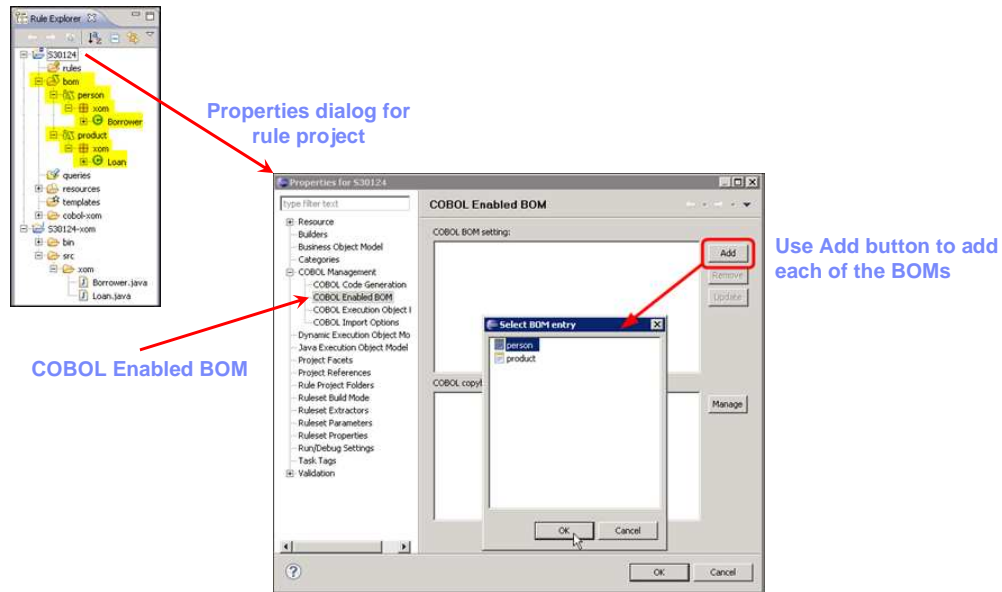 Rule Explorer
S30124
rules
bom
person
xom
Borrower
product
xom
Loan
queries
resources
templates
cobol-xom
S30124-xom
bin
src
xom
Borrower.java
Loan.java
Properties dialog for
rule project
COBOL Enabled BOM
Use Add button to add
each of the BOMs
Properties for S30124
type filter text
Resource
Builders
Business Object Model
Categories
COBOL Management
COBOL Code Generation
COBOL Enabled BOM
COBOL Execution Object I
COBOL Import Options
Dynamic Execution Object Mo
Java Execution Object Model
Project Facets
Project References
Rule Project Folders
Ruleset Build Mode
Ruleset Extractors
Ruleset Parameters
Ruleset Properties
Run/Debug Settings
Task Tags
Validation
COBOL Enabled BOM
COBOL BOM setting:
Add
Remove
Update
Select BOM entry
person
product
OK
Cancel
COBOL copyb
Manage
?
OK
Cancel